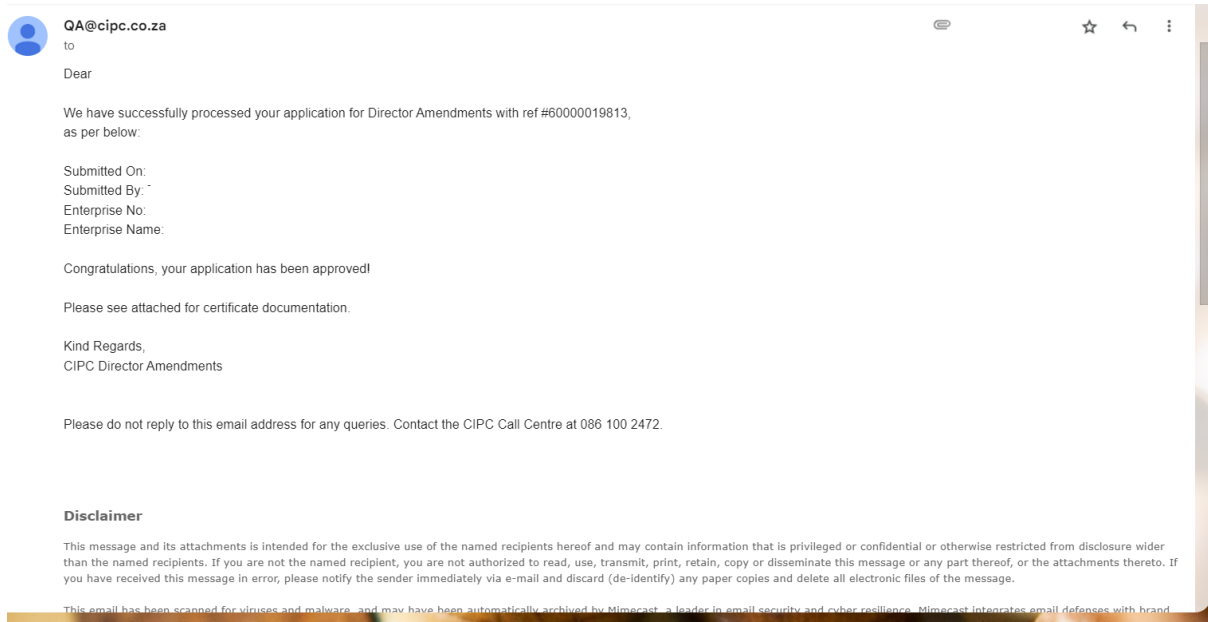 QA@cipc.co.za
to
Dear
We have successfully processed your application for Director Amendments with ref #60000019813,
as per below:
Submitted On:
Submitted By: -
Enterprise No:
Enterprise Name:
Congratulations, your application has been approved!
Please see attached for certificate documentation.
Kind Regards,
CIPC Director Amendments
Please do not reply to this email address for any queries. Contact the CIPC Call Centre at 086 100 2472.
Disclaimer
This message and its attachments is intended for the exclusive use of the named recipients hereof and may contain information that is privileged or confidential or otherwise restricted from disclosure wider
than the named recipients. If you are not the named recipient, you are not authorized to read, use, transmit, print, retain, copy or disseminate this message or any part thereof, or the attachments thereto. If
you have received this message in error, please notify the sender immediately via e-mail and discard (de-identify) any paper copies and delete all electronic files of the message.
This email has been scanned for viruses and malware, and may have been automatically archived by Mimecast, a leader in email security and cyber resilience. Mimecast integrates email defenses with brand